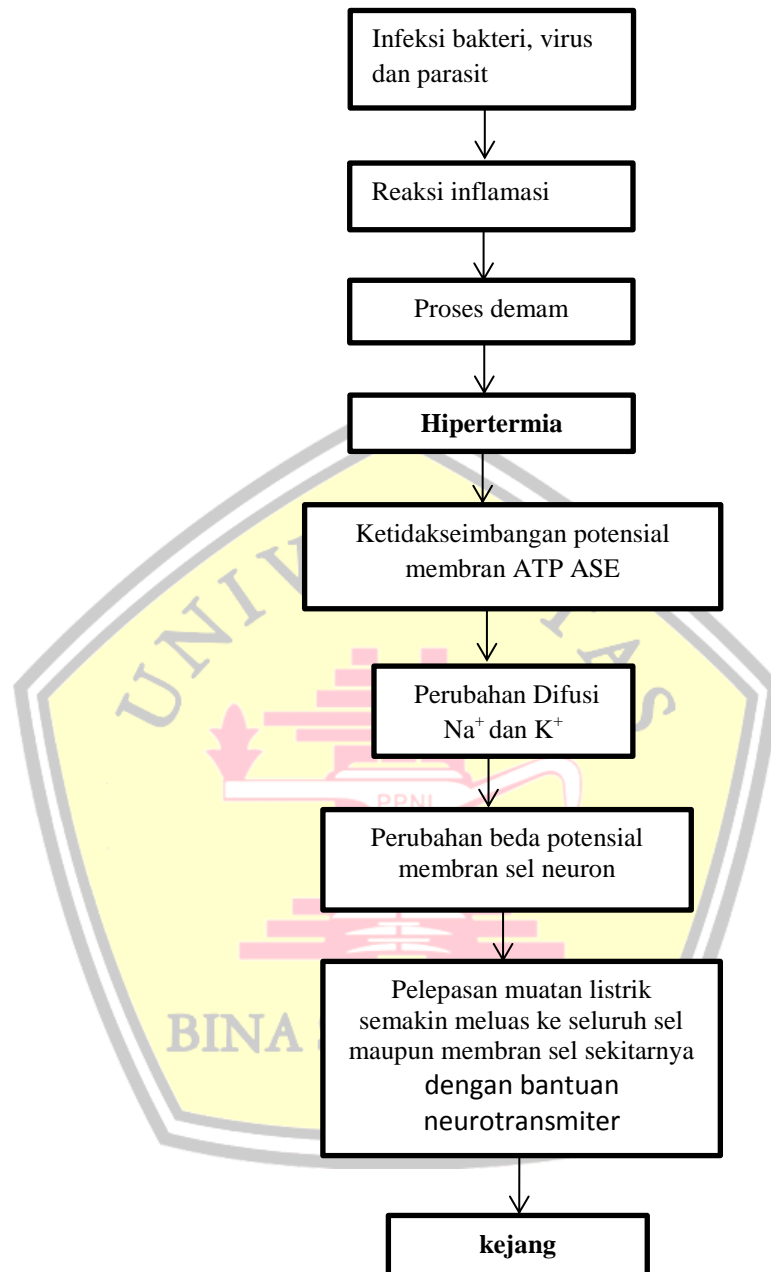 Infeksi bakteri, virus
dan parasit
Reaksi inflamasi
Proses demam
Hipertermia
Ketidakseimbangan potensial
membran ATP ASE
Perubahan Difusi
Na⁺ dan K⁺
PPNI
Perubahan beda potensial
membran sel neuron
Pelepasan muatan listrik
semakin meluas ke seluruh sel
maupun membran sel sekitarnya
dengan bantuan
neurotransmiter
BINA
kejang